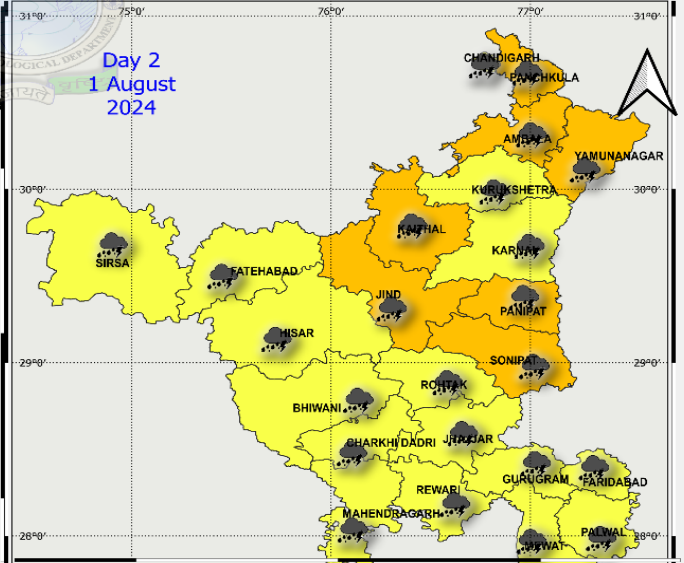 75°0'
76°0'
77°0'
31°0'
31°0'
Day 2
1 August
2024
CHANDIGARH
PANCHKULA
AMBALA
YAMUNANAGAR
30°0'
KURUKSHETRA
30°0'
KAITHAL
KARNAL
SIRSA
FATEHABAD
JIND
PANIPAT
HISAR
29°0'
SONIPAT
29°0'
ROHTAK
BHIWANI
CHARKHI DADRI
JHAJJAR
GURUGRAM
FARIDABAD
REWARI
MAHENDRAGARH
PALWAL
28°0'
MEWAT
28°0'